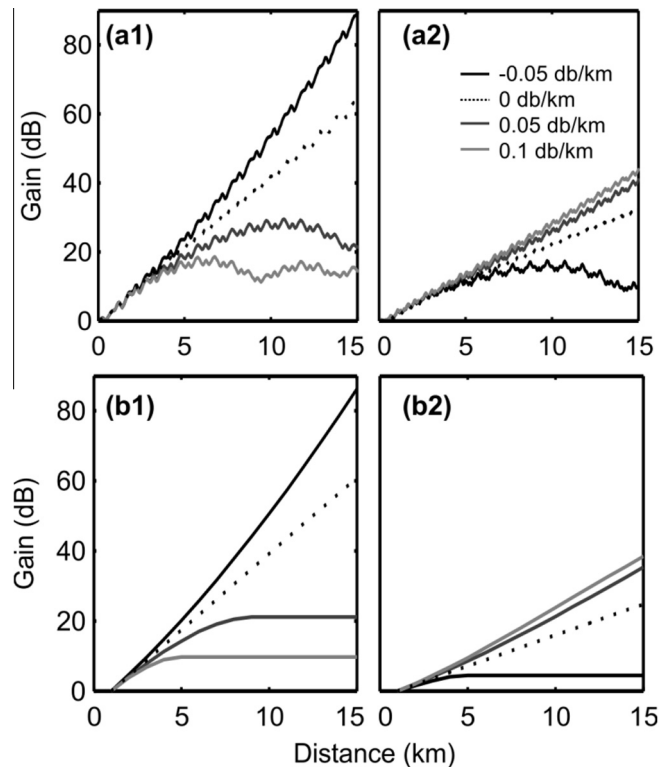 (a1)
(a2)
-0.05 db/km
0 db/km
0.05 db/km
0.1 db/km
Gain (dB)
80
60
40
20
0
0 5 10 15
0 5 10 15
(b1)
(b2)
Gain (dB)
80
60
40
20
0
0 5 10 15
0 5 10 15
Distance (km)